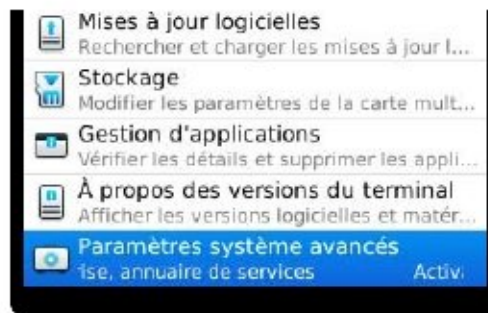 Mises à jour logicielles
Rechercher et charger les mises à jour l...
Stockage
Modifier les paramètres de la carte mult...
Gestion d'applications
Vérifier les détails et supprimer les appli...
À propos des versions du terminal
Afficher les versions logicielles et matér...
Paramètres système avancés
ise, annuaire de services Activ